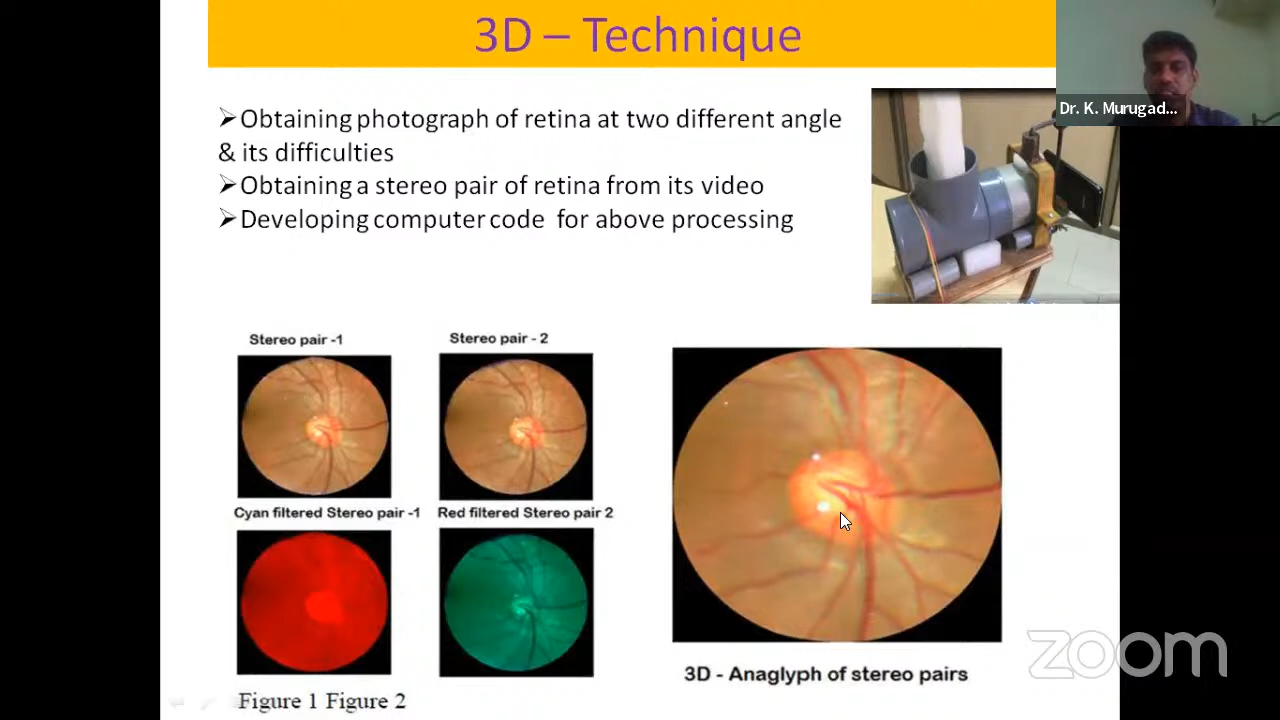 3D – Technique
Dr. K. Murugad...
➢Obtaining photograph of retina at two different angle
& its difficulties
➢Obtaining a stereo pair of retina from its video
➢Developing computer code for above processing
Stereo pair -1
Stereo pair - 2
Cyan filtered Stereo pair -1
Red filtered Stereo pair 2
3D - Anaglyph of stereo pairs
Figure 1 Figure 2
zoom